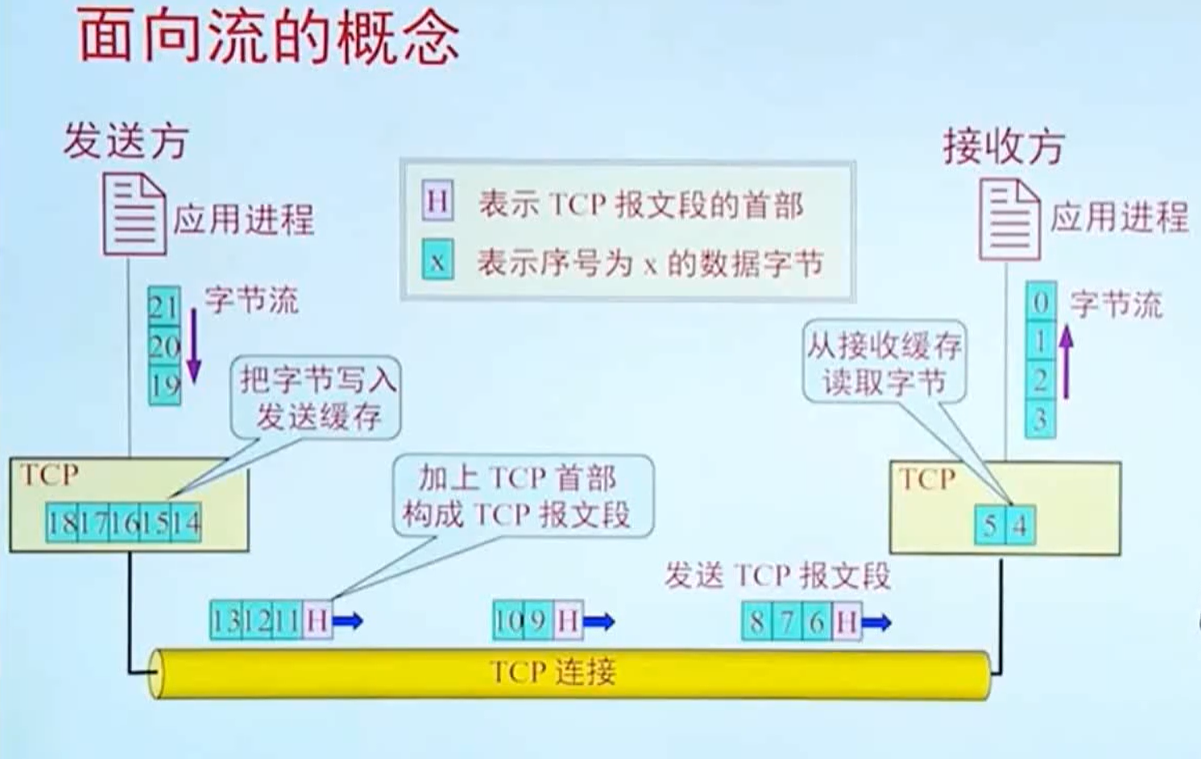 面向流的概念
发送方
接收方
应用进程
H 表示 TCP 报文段的首部
x 表示序号为 x 的数据字节
应用进程
21
20
19
字节流
0
1
2
3
字节流
把字节写入
发送缓存
从接收缓存
读取字节
TCP
18 17 16 15 14
加上 TCP 首部
构成 TCP 报文段
TCP
5 4
发送 TCP 报文段
13 12 11 H
10 9 H
8 7 6 H
TCP 连接